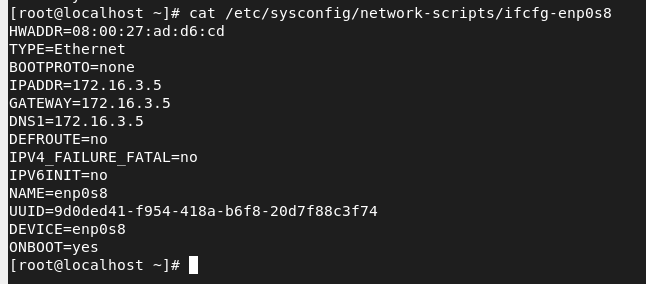 [root@localhost ~]# cat /etc/sysconfig/network-scripts/ifcfg-enp0s8
HWADDR=08:00:27:ad:d6:cd
TYPE=Ethernet
BOOTPROTO=none
IPADDR=172.16.3.5
GATEWAY=172.16.3.5
DNS1=172.16.3.5
DEFROUTE=no
IPV4_FAILURE_FATAL=no
IPV6INIT=no
NAME=enp0s8
UUID=9d0ded41-f954-418a-b6f8-20d7f88c3f74
DEVICE=enp0s8
ONBOOT=yes
[root@localhost ~]#